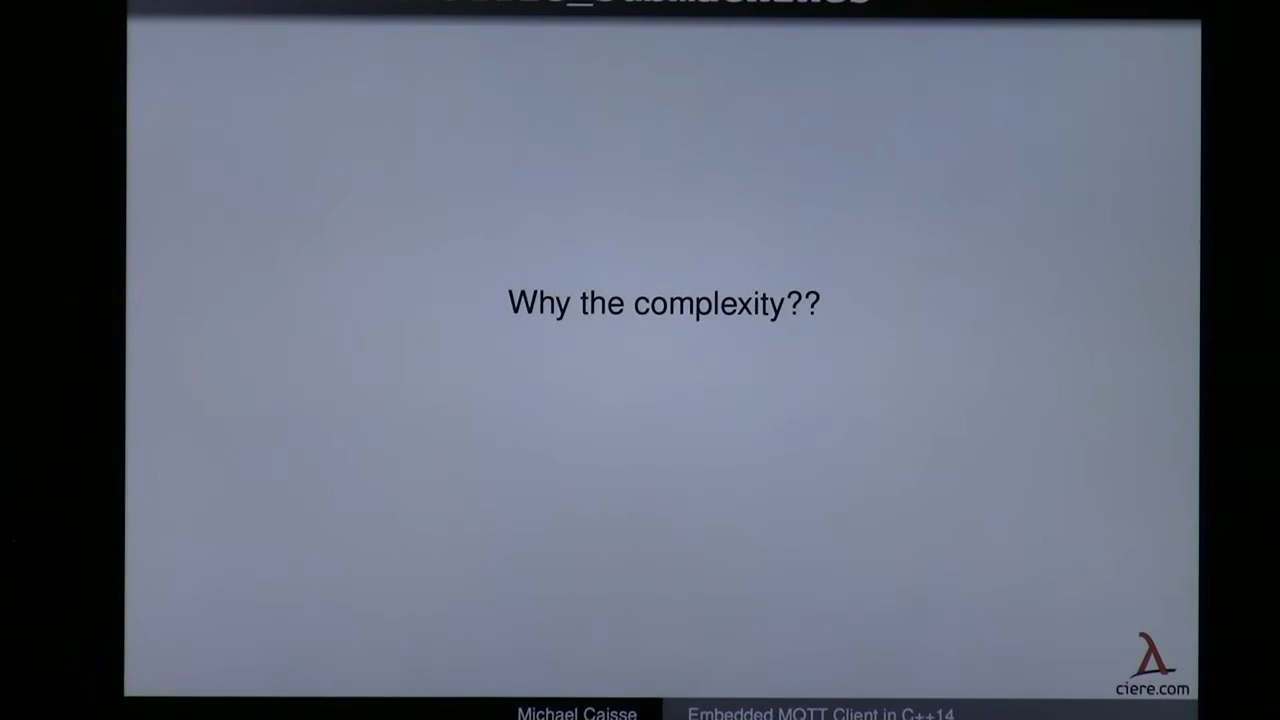 Why the complexity??
ciere.com
Michael Caisse
Embedded MQTT Client in C++14